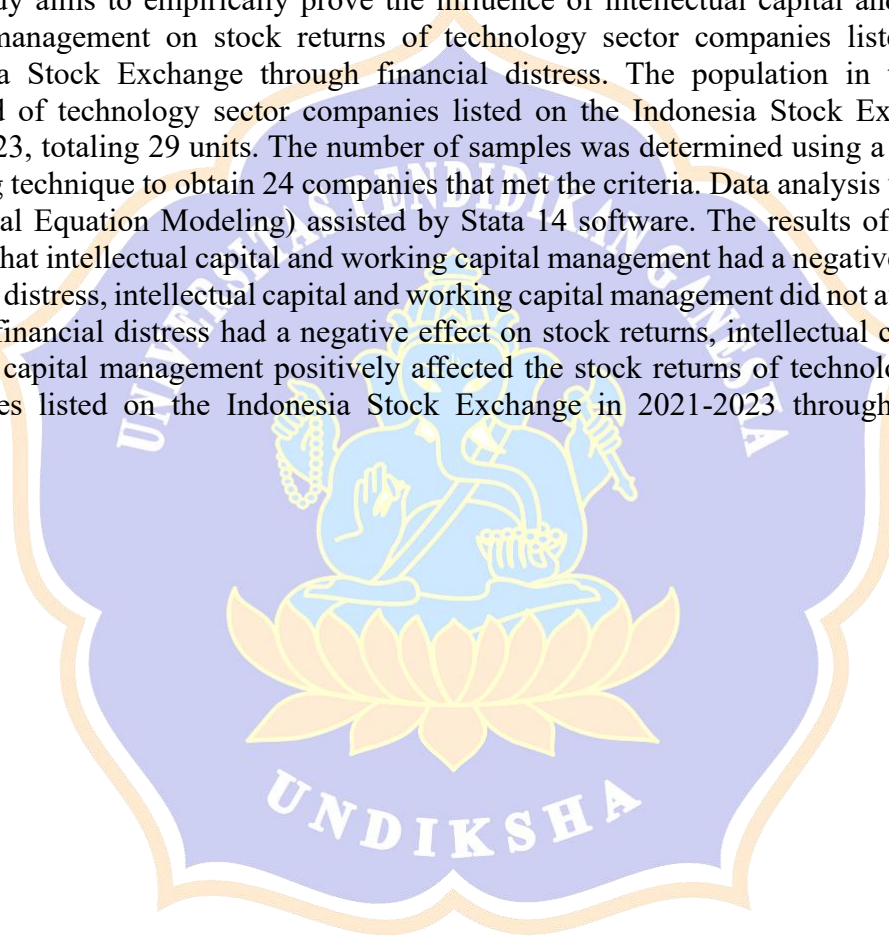 dy aims to empirically prove the influence of intellectual capital and
management on stock returns of technology sector companies liste
a Stock Exchange through financial distress. The population in
d of technology sector companies listed on the Indonesia Stock Ex
23, totaling 29 units. The number of samples was determined using a
g technique to obtain 24 companies that met the criteria. Data analysis
al Equation Modeling) assisted by Stata 14 software. The results of
hat intellectual capital and working capital management had a negative
distress, intellectual capital and working capital management did not a
financial distress had a negative effect on stock returns, intellectual c
capital management positively affected the stock returns of technolo
es listed on the Indonesia Stock Exchange in 2021-2023 through
UNIVERSITAS PENDIDIKAN GANESHA
UNDIKSHA